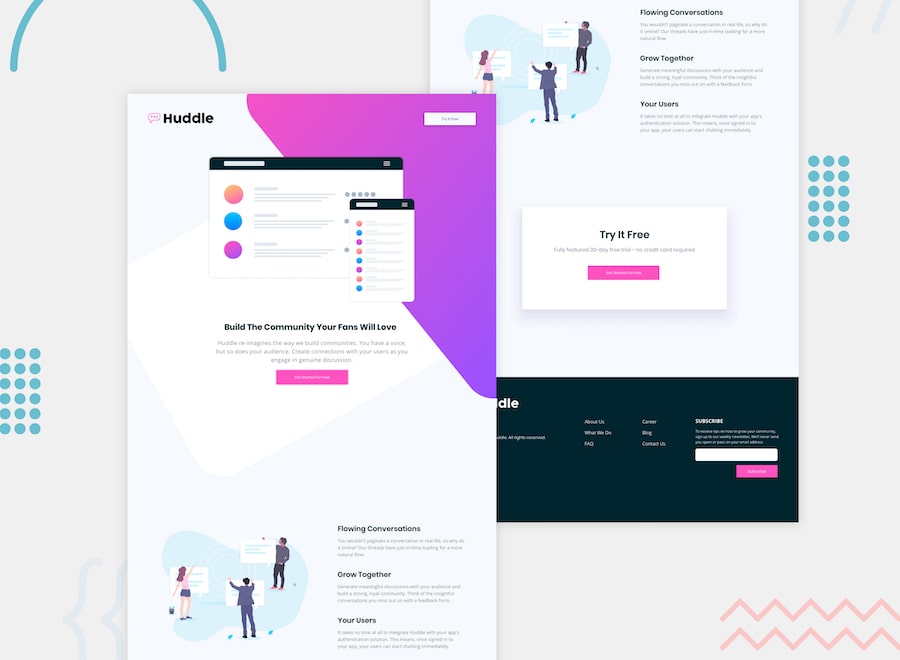 Huddle
Try It Free
Build The Community Your Fans Will Love
Huddle re-imagines the way we build communities. You have a voice,
but so does your audience. Create connections with your users as you
engage in genuine discussion.
Get Started For Free
Flowing Conversations
You wouldn't paginate a conversation in real life, so why do
it online? Our threads have just-in-time loading for a more
natural flow.
Grow Together
Generate meaningful discussions with your audience and
build a strong, loyal community. Think of the insightful
conversations you miss out on with a feedback form.
Your Users
It takes no time at all to integrate Huddle with your app's
authentication solution. This means, once signed in to
your app, your users can start chatting immediately.
Flowing Conversations
You wouldn't paginate a conversation in real life, so why do
it online? Our threads have just-in-time loading for a more
natural flow.
Grow Together
Generate meaningful discussions with your audience and
build a strong, loyal community. Think of the insightful
conversations you miss out on with a feedback form.
Your Users
It takes no time at all to integrate Huddle with your app's
authentication solution. This means, once signed in to
your app, your users can start chatting immediately.
Try It Free
Fully featured 30-day free trial - no credit card required
Get Started For Free
ddle
uddle. All rights reserved.
About Us
What We Do
FAQ
Career
Blog
Contact Us
SUBSCRIBE
To receive tips on how to grow your community,
sign up to our weekly newsletter. We'll never send
you spam or pass on your email address
Subscribe